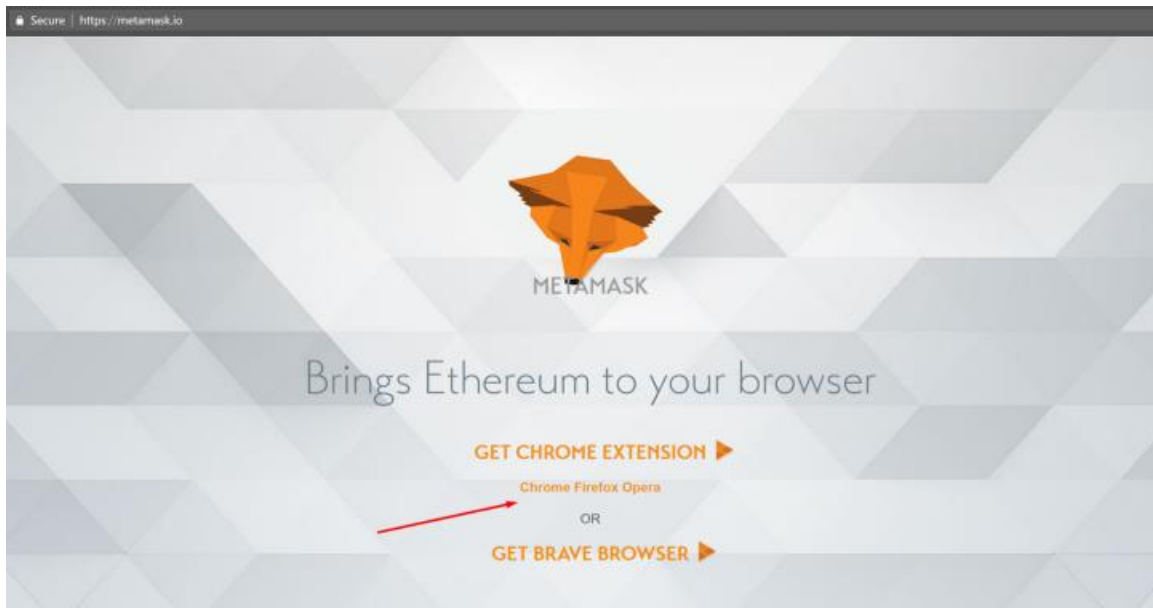 Secure | https://metamask.io
METAMASK
Brings Ethereum to your browser
GET CHROME EXTENSION
Chrome Firefox Opera
OR
GET BRAVE BROWSER